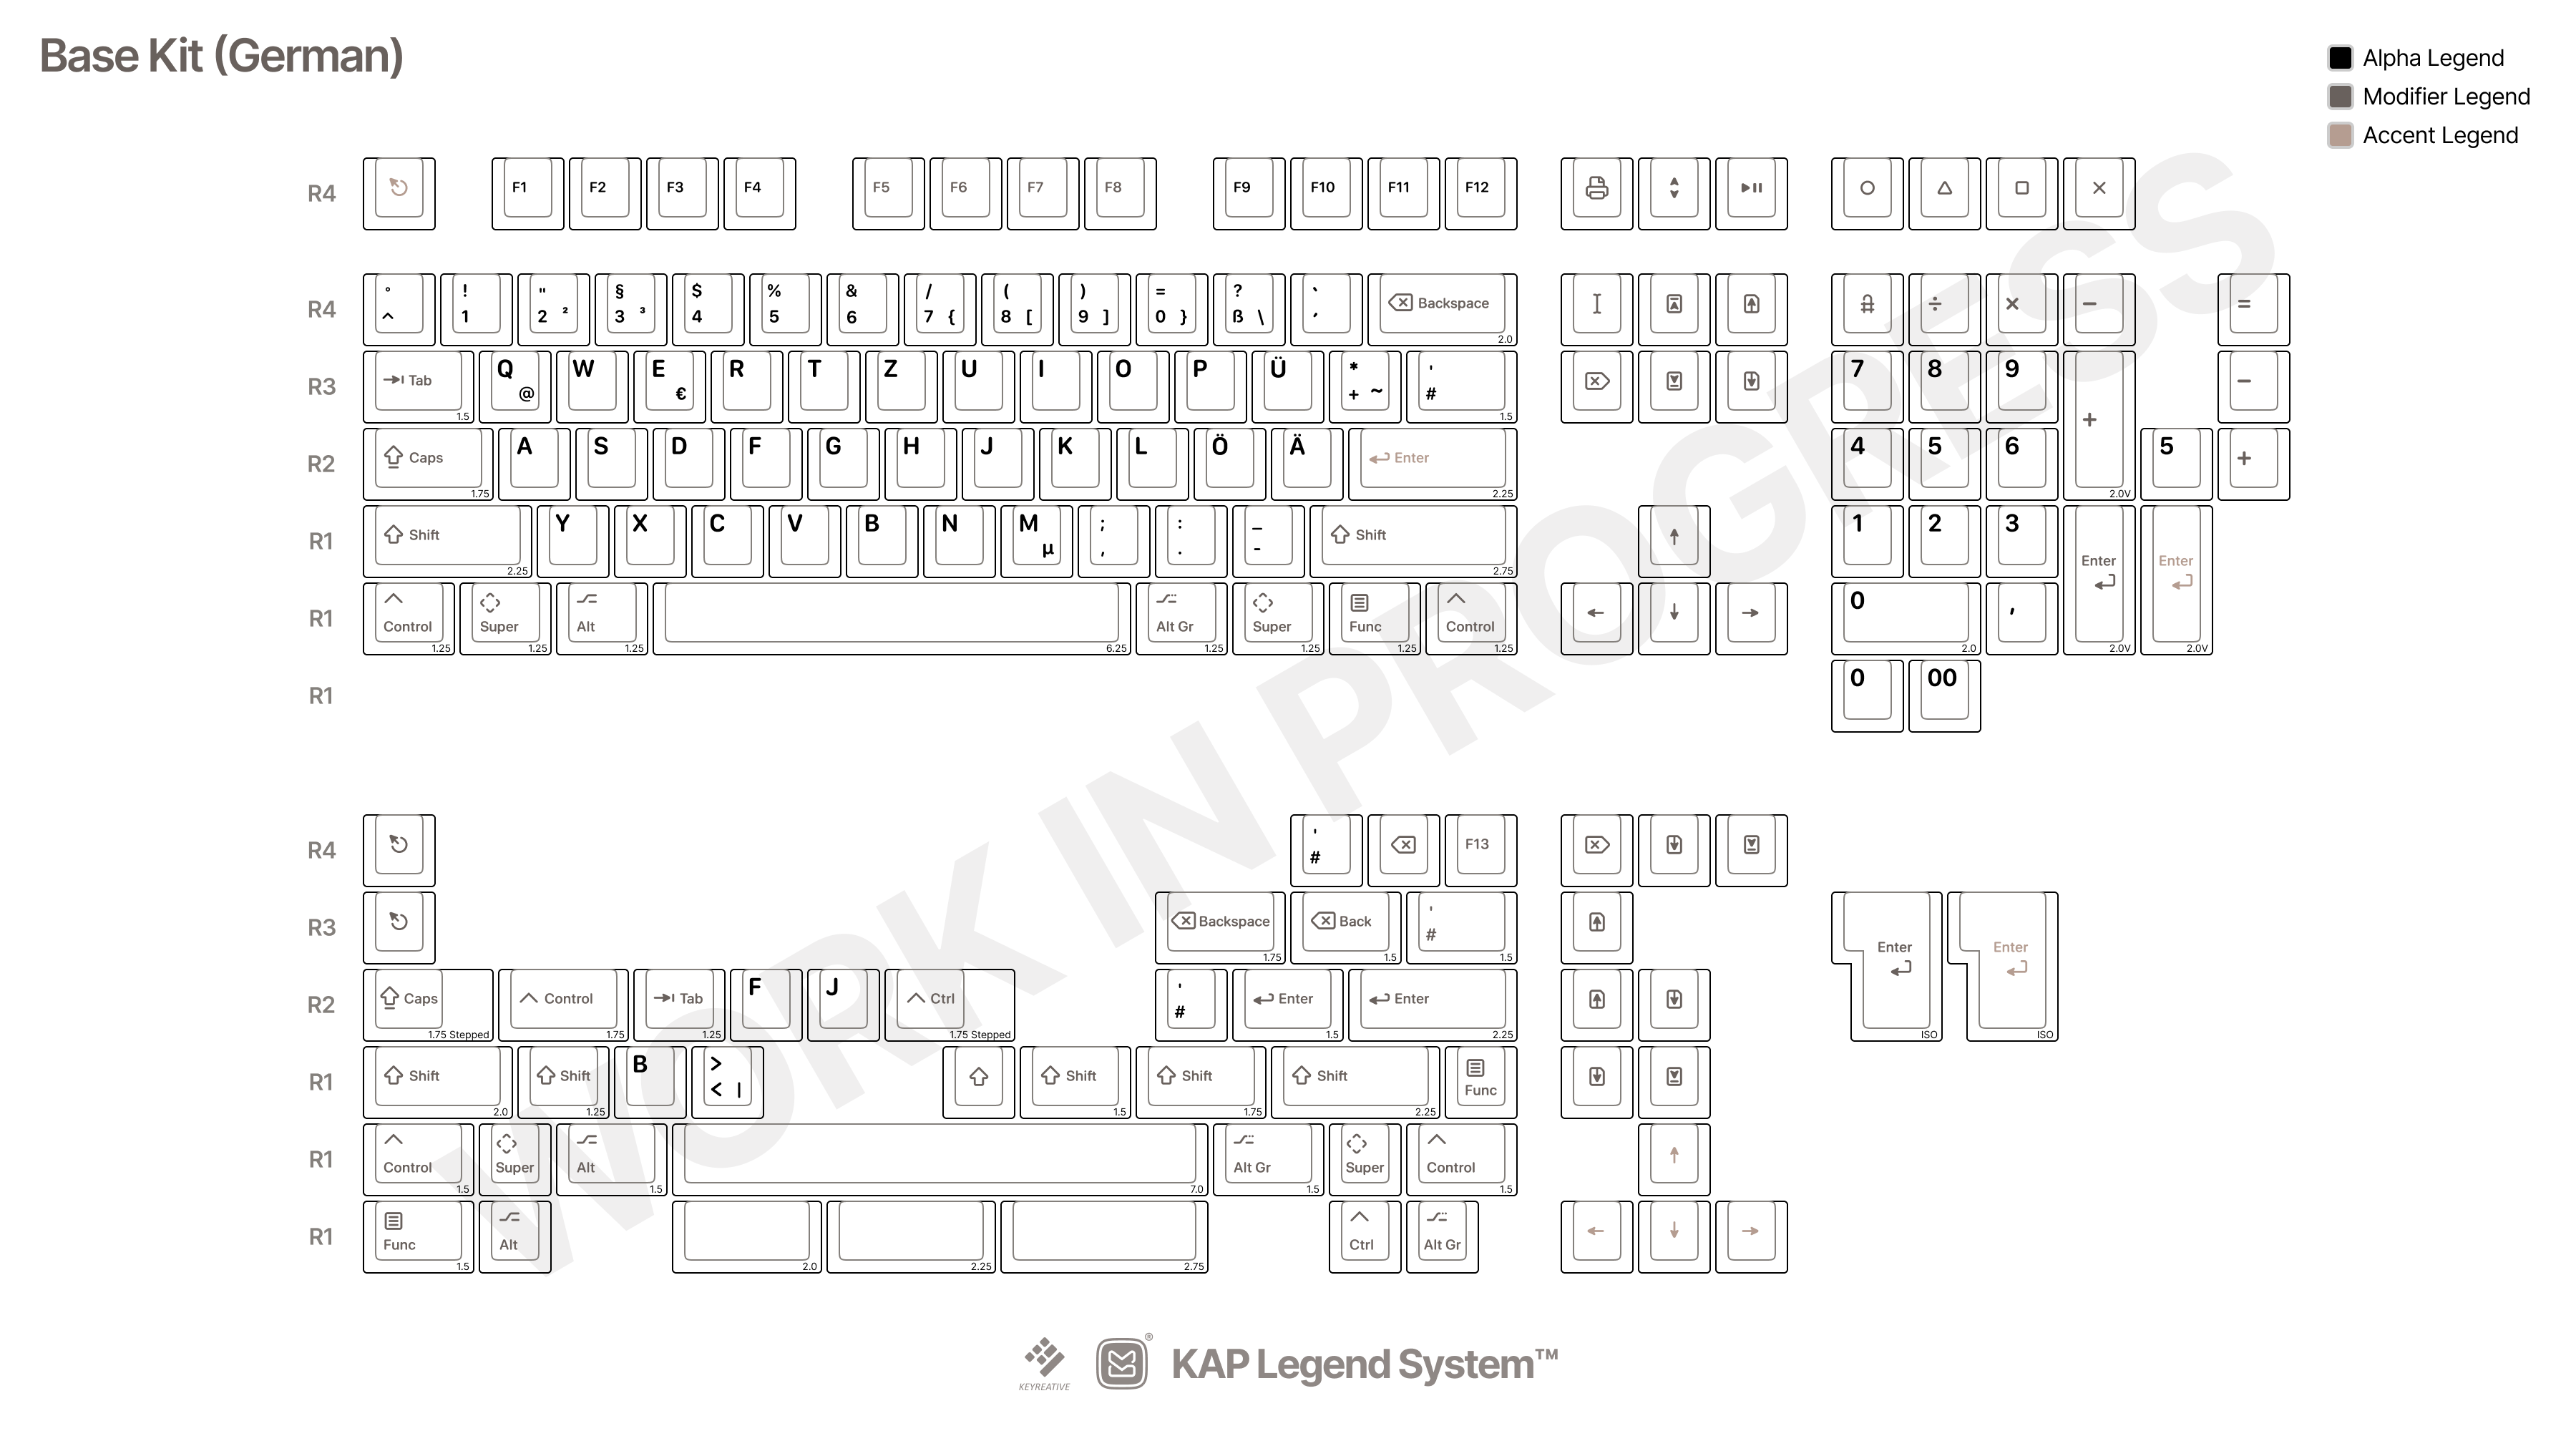 Base Kit (German)
Alpha Legend
Modifier Legend
Accent Legend
R4 F1 F2 F3 F4 F5 F6 F7 F8 F9 F10 F11 F12
R4 ° ^ ! 1 " 2 ² § 3 ³ $ 4 % 5 & 6 / 7 { ( 8 [ ) 9 ] = 0 } ? ß \ ` ´ Backspace 2.0 ÷ × − =
R3 Tab 1.5 Q @ W E € R T Z U I O P Ü * + ~ ' # 1.5 7 8 9 + 2.0V −
R2 Caps 1.75 A S D F G H J K L Ö Ä Enter 2.25 4 5 6 5 +
R1 Shift 2.25 Y X C V B N M µ ; , : . _ - Shift 2.75 1 2 3 Enter 2.0V Enter 2.0V
R1 Control 1.25 Super 1.25 Alt 1.25 6.25 Alt Gr 1.25 Super 1.25 Func 1.25 Control 1.25 0 2.0 ,
R1 0 00
WORK IN PROGRESS
R4 ' # F13
R3 Backspace 1.75 Back 1.5 ' # 1.5 Enter ISO Enter ISO
R2 Caps 1.75 Stepped Control 1.75 Tab 1.25 F J Ctrl 1.75 Stepped ' # Enter 1.5 Enter 2.25
R1 Shift 2.0 Shift 1.25 B > < | Shift 1.5 Shift 1.75 Shift 2.25 Func
R1 Control 1.5 Super Alt 1.5 7.0 Alt Gr 1.5 Super Control 1.5
R1 Func 1.5 Alt 2.0 2.25 2.75 Ctrl Alt Gr
KEYREATIVE ® KAP Legend System™